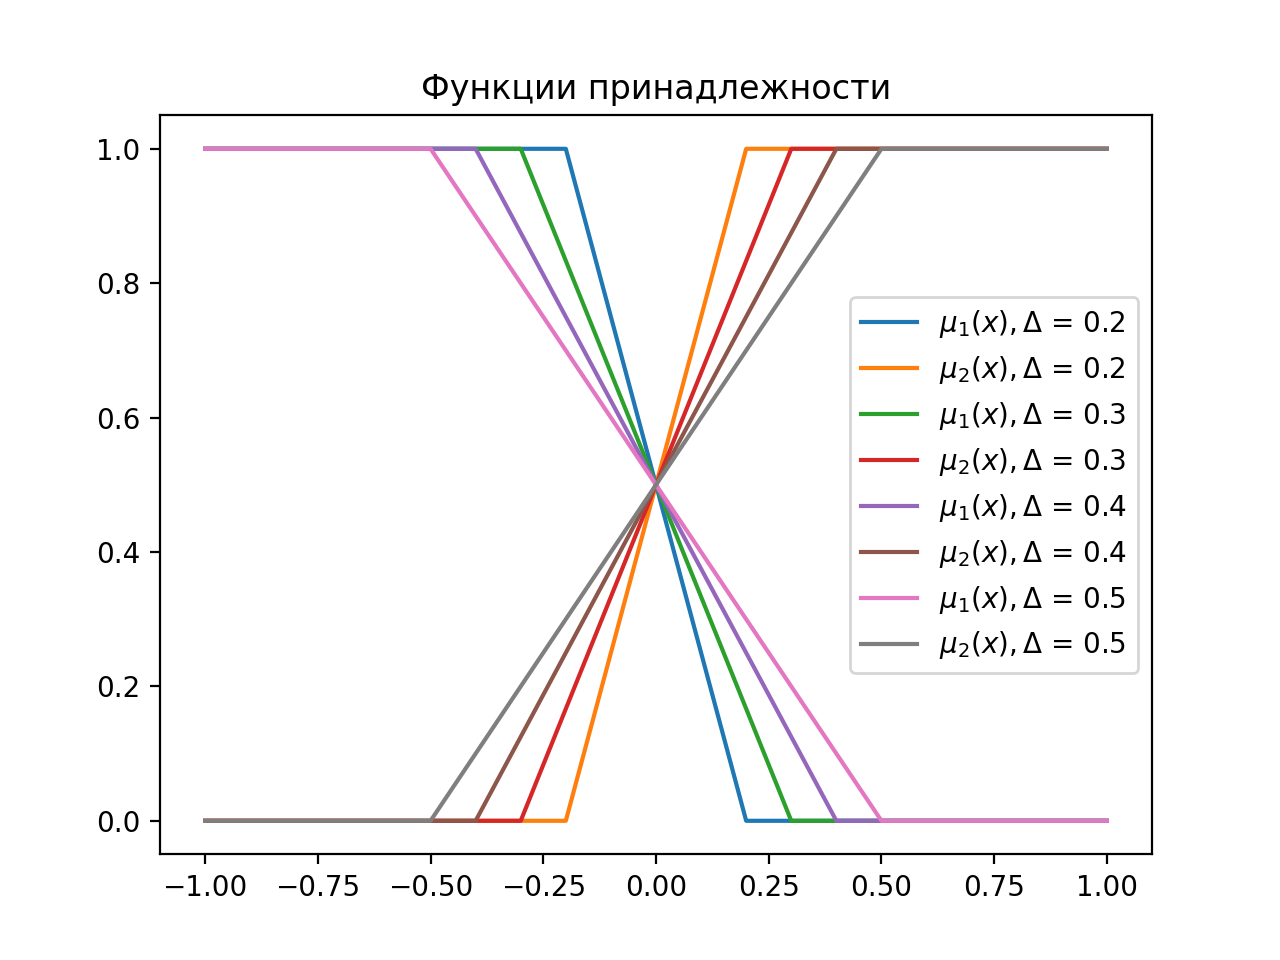 Функции принадлежности
1.0
0.8
0.6
0.4
0.2
0.0
μ₁(x), Δ = 0.2
μ₂(x), Δ = 0.2
μ₁(x), Δ = 0.3
μ₂(x), Δ = 0.3
μ₁(x), Δ = 0.4
μ₂(x), Δ = 0.4
μ₁(x), Δ = 0.5
μ₂(x), Δ = 0.5
−1.00 −0.75 −0.50 −0.25 0.00 0.25 0.50 0.75 1.00